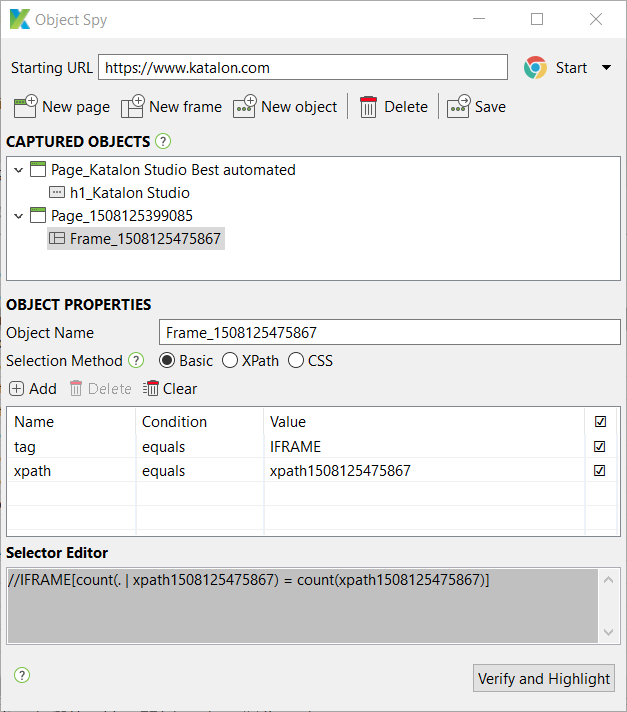 Object Spy
Starting URL https://www.katalon.com Start
New page New frame New object Delete Save
CAPTURED OBJECTS ?
Page_Katalon Studio Best automated
h1_Katalon Studio
Page_1508125399085
Frame_1508125475867
OBJECT PROPERTIES
Object Name Frame_1508125475867
Selection Method ? Basic XPath CSS
Add Delete Clear
Name Condition Value
tag equals IFRAME
xpath equals xpath1508125475867
Selector Editor
//IFRAME[count(. | xpath1508125475867) = count(xpath1508125475867)]
? Verify and Highlight